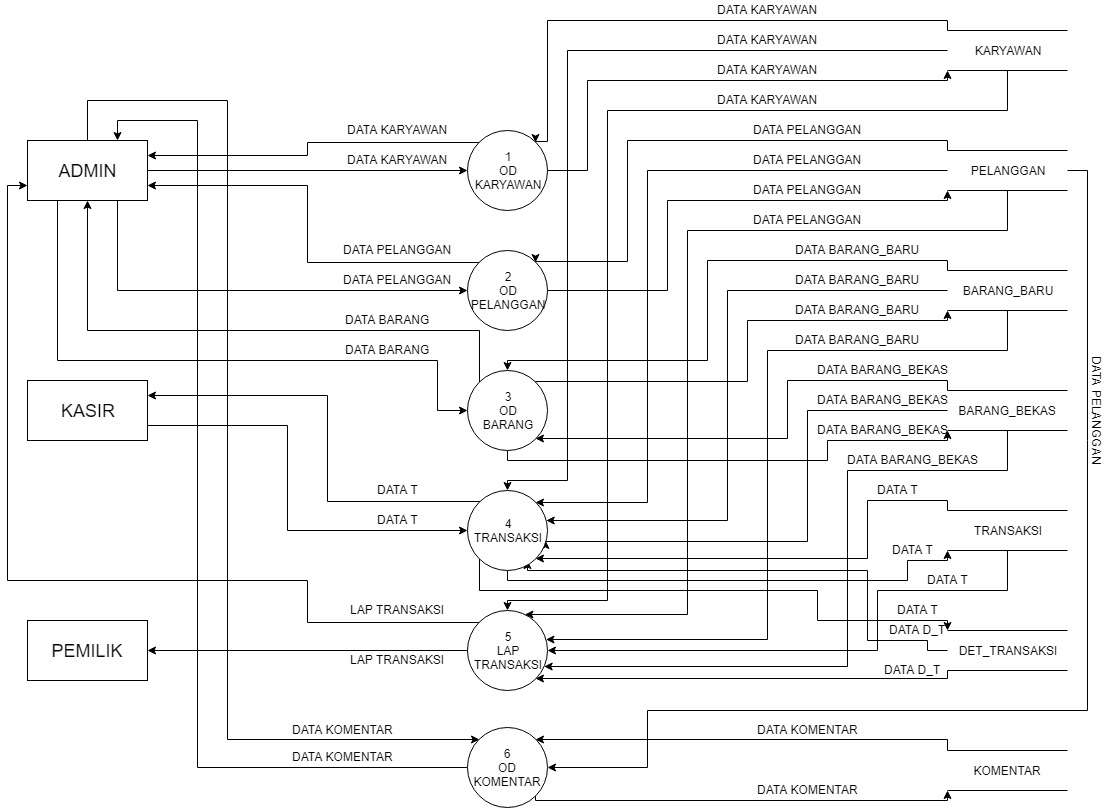 DATA KARYAWAN
DATA KARYAWAN
KARYAWAN
DATA KARYAWAN
DATA KARYAWAN
DATA KARYAWAN
DATA KARYAWAN
ADMIN
1
OD
KARYAWAN
DATA PELANGGAN
DATA PELANGGAN
PELANGGAN
DATA PELANGGAN
DATA PELANGGAN
DATA PELANGGAN
DATA PELANGGAN
2
OD
PELANGGAN
DATA BARANG_BARU
DATA BARANG_BARU
BARANG_BARU
DATA BARANG_BARU
DATA BARANG_BARU
DATA BARANG
DATA BARANG
3
OD
BARANG
DATA BARANG_BEKAS
DATA BARANG_BEKAS
BARANG_BEKAS
DATA BARANG_BEKAS
DATA BARANG_BEKAS
DATA PELANGGAN
KASIR
DATA T
DATA T
4
TRANSAKSI
DATA T
TRANSAKSI
DATA T
DATA T
DATA T
DATA D_T
DET_TRANSAKSI
DATA D_T
LAP TRANSAKSI
PEMILIK
LAP TRANSAKSI
5
LAP
TRANSAKSI
DATA KOMENTAR
DATA KOMENTAR
6
OD
KOMENTAR
DATA KOMENTAR
KOMENTAR
DATA KOMENTAR